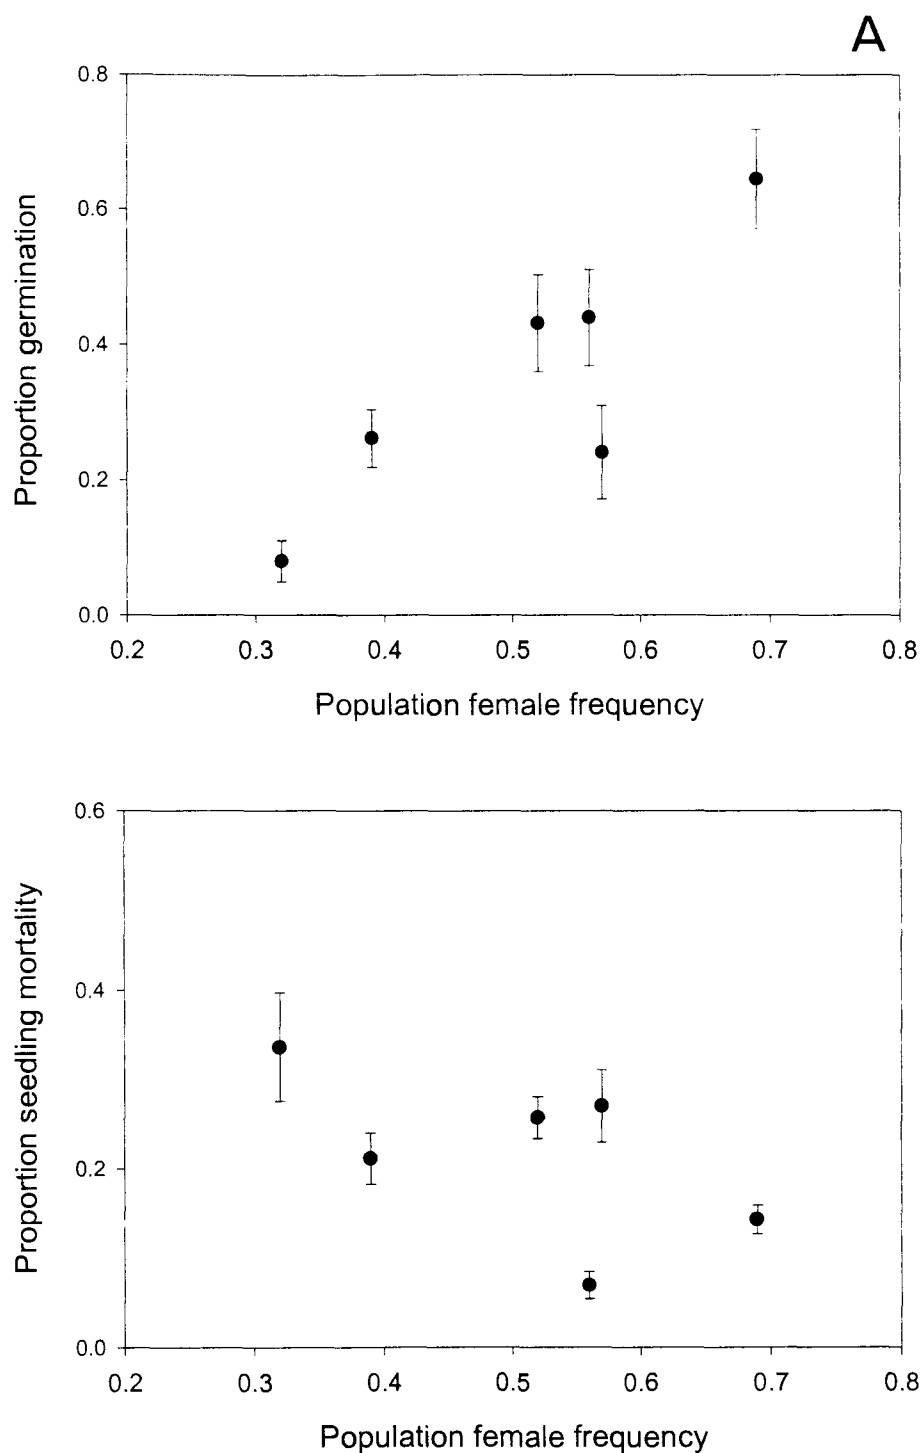 A
0.8
0.6
0.4
0.2
0.0
Proportion germination
0.2 0.3 0.4 0.5 0.6 0.7 0.8
Population female frequency
0.6
0.4
0.2
0.0
Proportion seedling mortality
0.2 0.3 0.4 0.5 0.6 0.7 0.8
Population female frequency